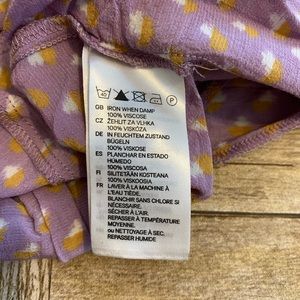 40 P
GB IRON WHEN DAMP
100% VISCOSE
CZ ŽEHLIT ZA VLHKA
100% VISKÓZA
DE IN FEUCHTEM ZUSTAND
BÜGELN
100% VISKOSE
ES PLANCHAR EN ESTADO
HÚMEDO
100% VISCOSA
FI SILITETÄÄN KOSTEANA
100% VISKOOSIA
FR LAVER À LA MACHINE À
L'EAU TIÈDE.
BLANCHIR SANS CHLORE SI
NÉCESSAIRE.
SÉCHER À L'AIR.
REPASSER À TEMPÉRATURE
MOYENNE.
OU NETTOYAGE À SEC.
REPASSER HUMIDE